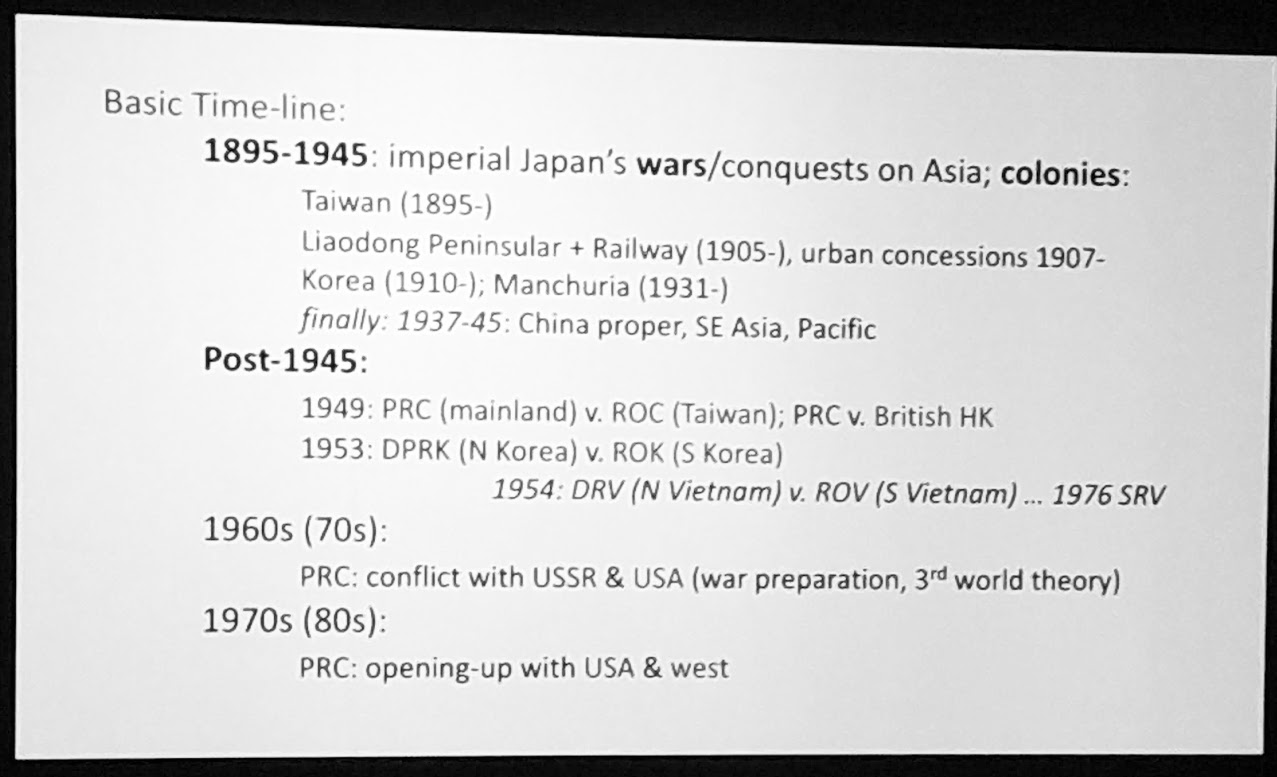 Basic Time-line:
1895-1945: imperial Japan's wars/conquests on Asia; colonies:
Taiwan (1895-)
Liaodong Peninsular + Railway (1905-), urban concessions 1907-
Korea (1910-); Manchuria (1931-)
finally: 1937-45: China proper, SE Asia, Pacific
Post-1945:
1949: PRC (mainland) v. ROC (Taiwan); PRC v. British HK
1953: DPRK (N Korea) v. ROK (S Korea)
1954: DRV (N Vietnam) v. ROV (S Vietnam) ... 1976 SRV
1960s (70s):
PRC: conflict with USSR & USA (war preparation, 3rd world theory)
1970s (80s):
PRC: opening-up with USA & west